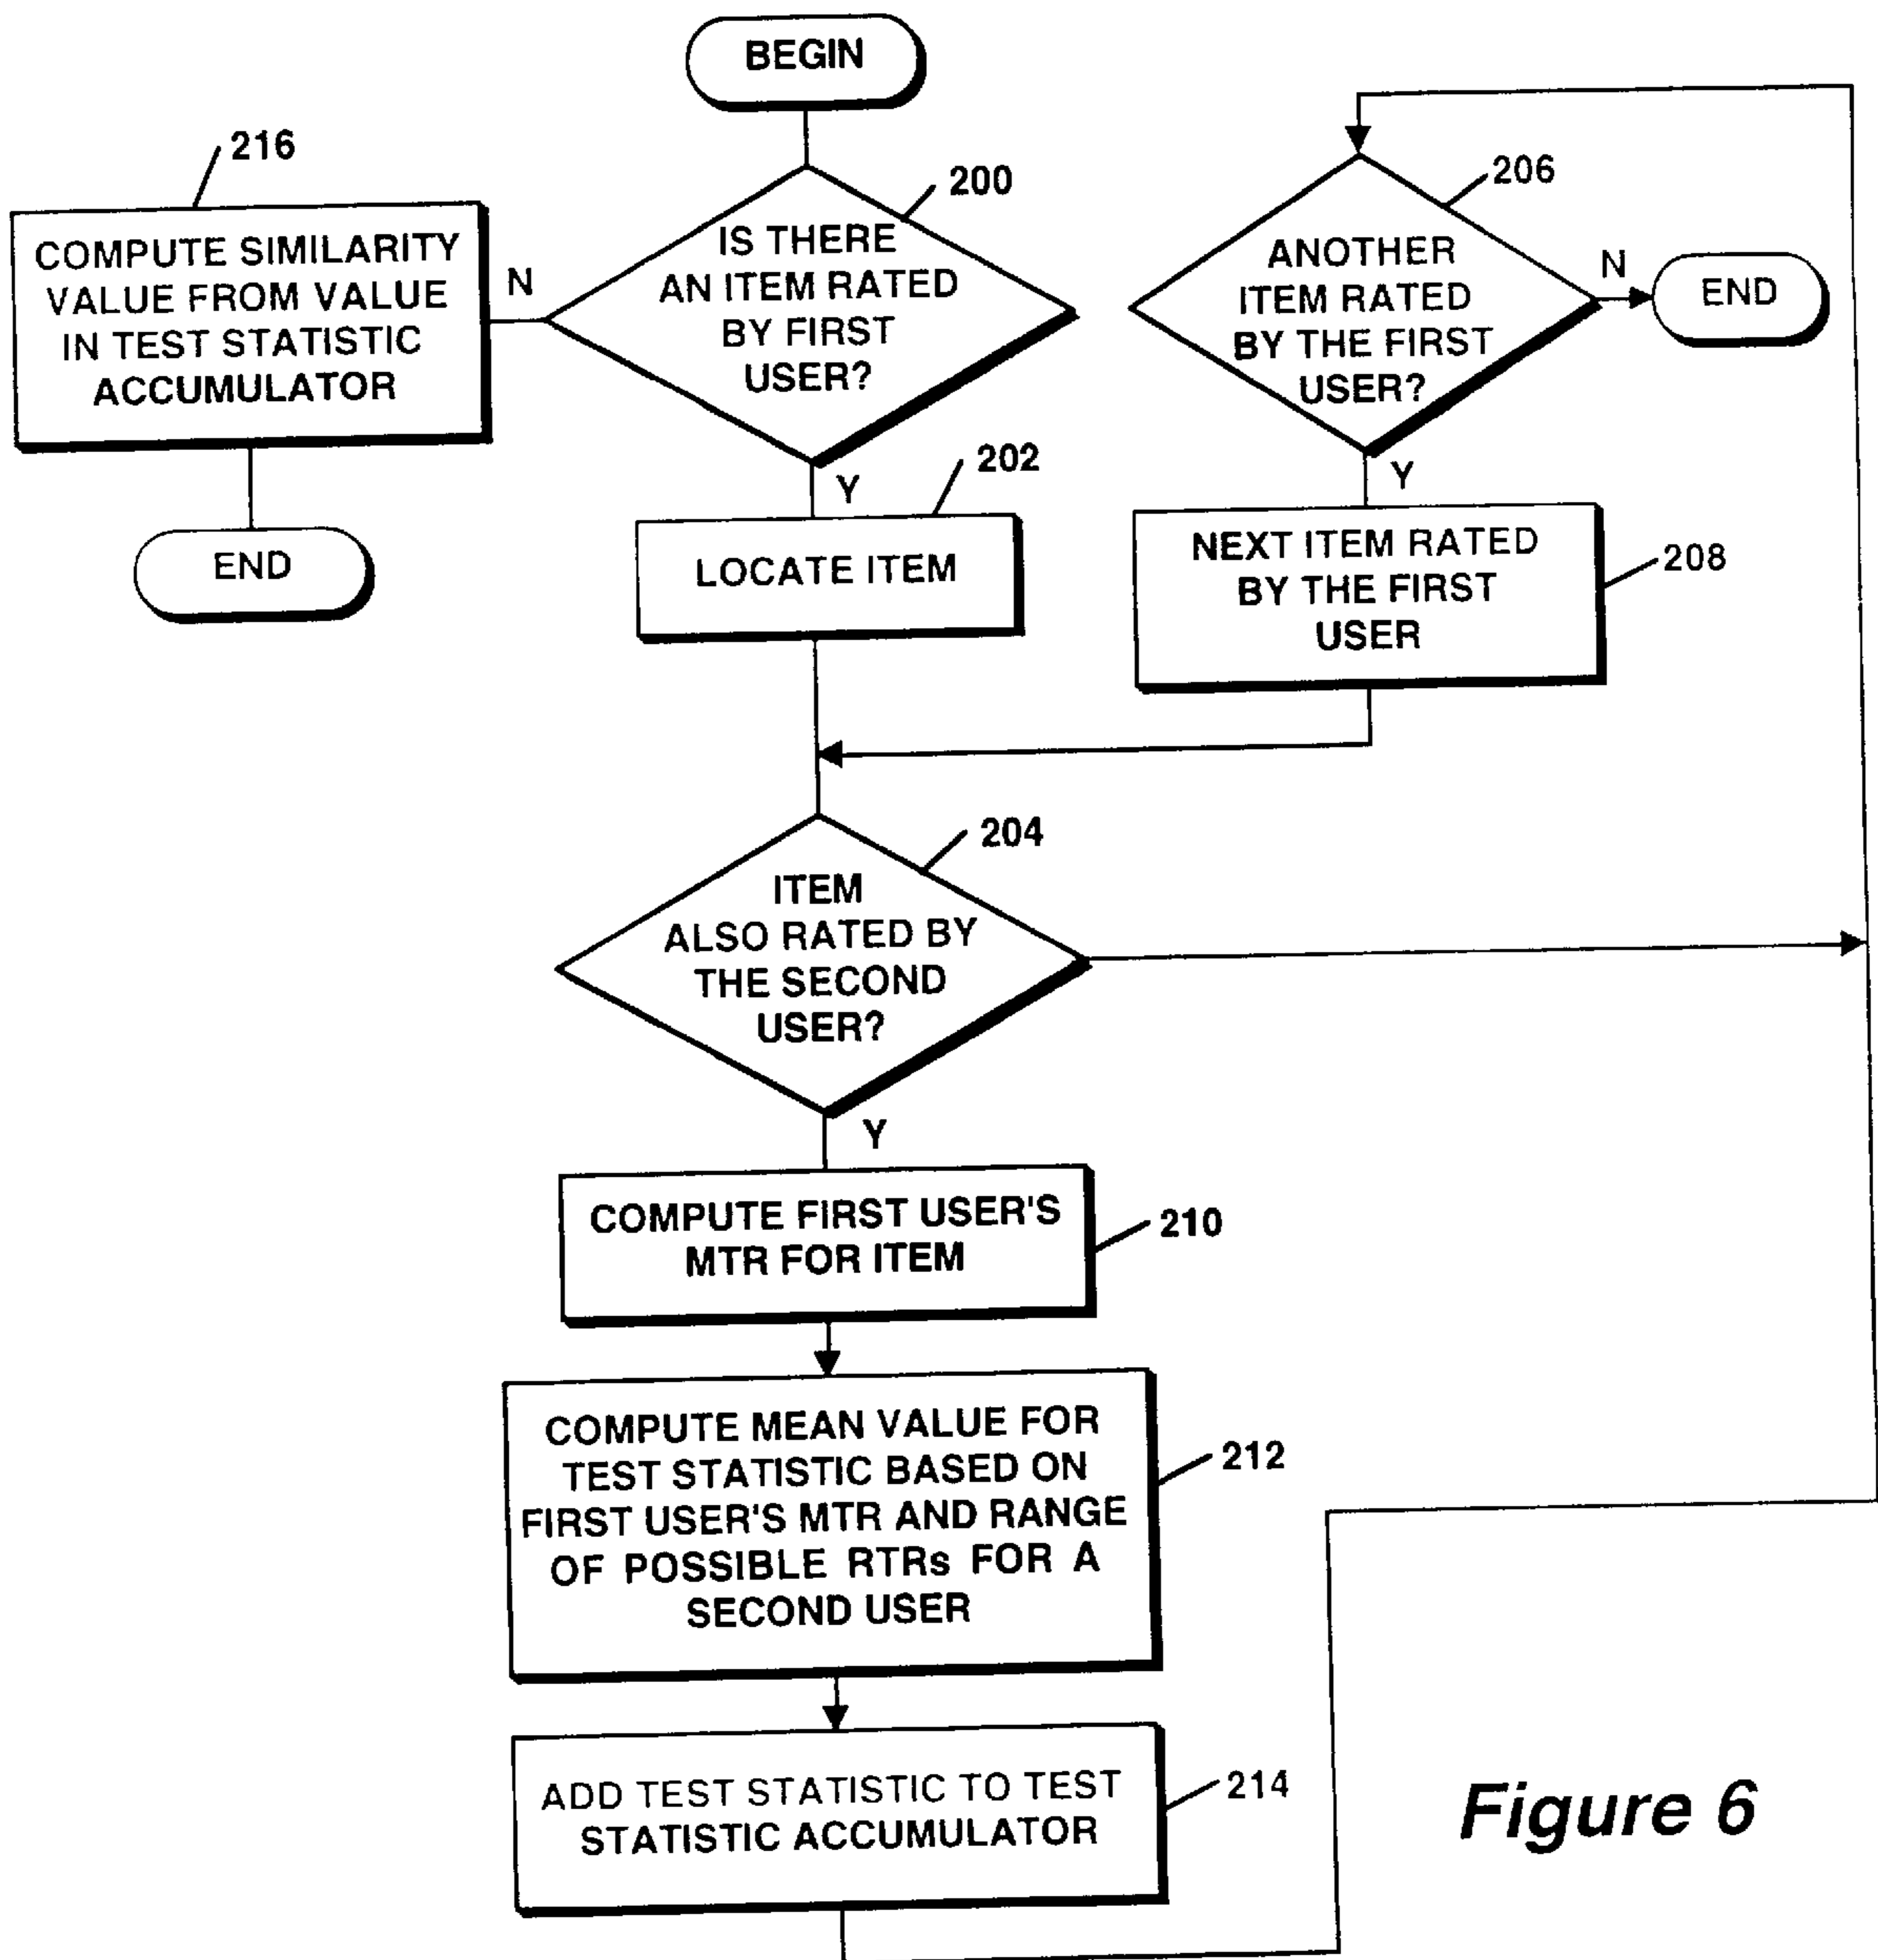 BEGIN
216
200
206
COMPUTE SIMILARITY
VALUE FROM VALUE
IN TEST STATISTIC
ACCUMULATOR
N
IS THERE
AN ITEM RATED
BY FIRST
USER?
ANOTHER
ITEM RATED
BY THE FIRST
USER?
N
END
Y
202
Y
END
LOCATE ITEM
NEXT ITEM RATED
BY THE FIRST
USER
208
204
ITEM
ALSO RATED BY
THE SECOND
USER?
Y
COMPUTE FIRST USER'S
MTR FOR ITEM
210
COMPUTE MEAN VALUE FOR
TEST STATISTIC BASED ON
FIRST USER'S MTR AND RANGE
OF POSSIBLE RTRs FOR A
SECOND USER
212
ADD TEST STATISTIC TO TEST
STATISTIC ACCUMULATOR
214
Figure 6